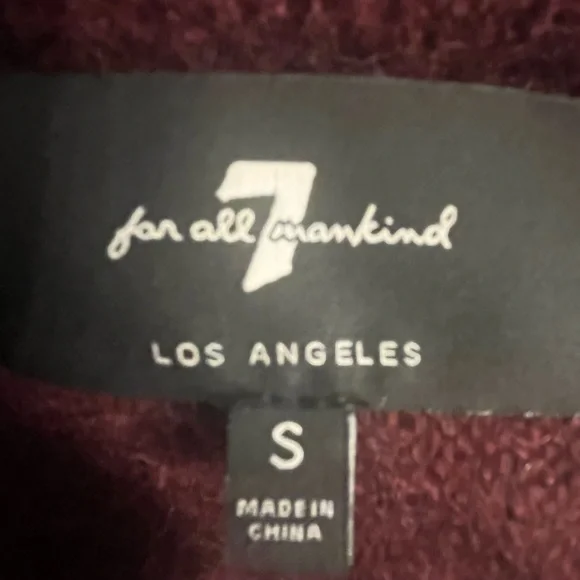 7
for all mankind
LOS ANGELES
S
MADE IN
CHINA